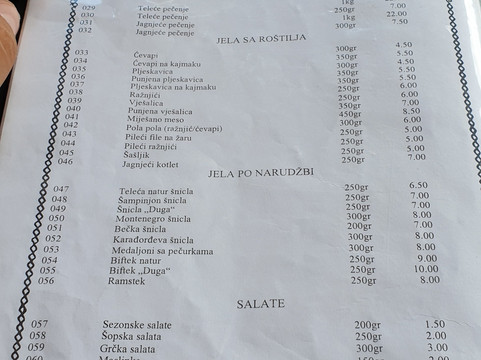 029 Teleće pečenje 1kg
030 Teleće pečenje 250gr 7.00
031 Jagnjeće pečenje 1kg 22.00
032 Jagnjeće pečenje 300gr 7.50
JELA SA ROŠTILJA
033 Ćevapi 300gr 4.50
034 Ćevapi na kajmaku 350gr 5.50
035 Pljeskavica 300gr
036 Punjena pljeskavica 350gr 5.50
037 Pljeskavica na kajmaku 350gr 5.50
038 Ražnjići 250gr 6.00
039 Vješalica 250gr 6.00
040 Punjena vješalica 350gr 7.00
041 Miješano meso 450gr 8.50
042 Pola pola (ražnjić/ćevapi) 300gr 6.00
043 Pileći file na žaru 250gr 5.00
044 Pileći ražnjići 250gr 5.00
045 Šašljik 250gr 5.00
046 Jagnjeći kotlet 250gr 7.00
JELA PO NARUDŽBI
047 Teleća natur šnicla 250gr 6.50
048 Šampinjon šnicla 250gr 7.00
049 Šnicla „Duga“ 250gr 7.00
050 Montenegro šnicla 300gr 8.00
051 Bečka šnicla 200gr 7.00
052 Karađorđeva šnicla 300gr 8.00
053 Medaljoni sa pečurkama 300gr 8.00
054 Biftek natur 250gr 9.00
055 Biftek „Duga“ 250gr 10.00
056 Ramstek 250gr 8.00
SALATE
057 Sezonske salate 200gr 1.50
058 Šopska salata 250gr 2.00
059 Grčka salata 300gr 3.00
060